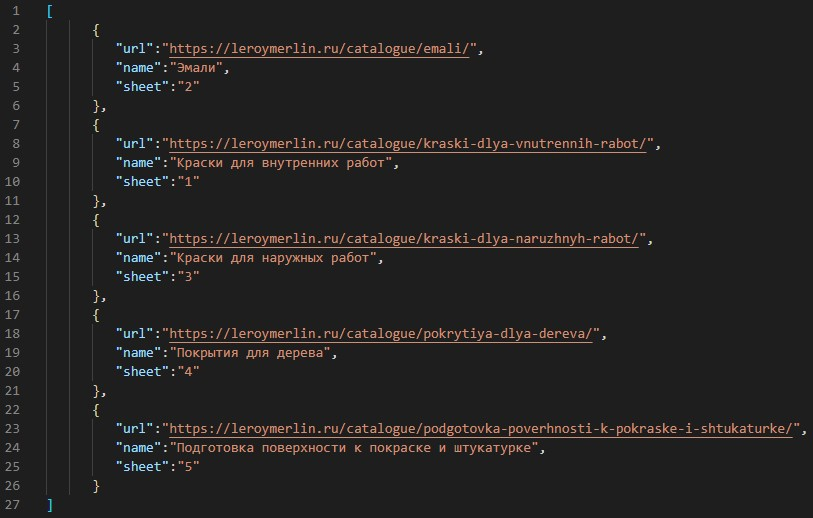 1 [
2 {
3 "url":"https://leroymerlin.ru/catalogue/emali/",
4 "name":"Эмали",
5 "sheet":"2"
6 },
7 {
8 "url":"https://leroymerlin.ru/catalogue/kraski-dlya-vnutrennih-rabot/",
9 "name":"Краски для внутренних работ",
10 "sheet":"1"
11 },
12 {
13 "url":"https://leroymerlin.ru/catalogue/kraski-dlya-naruzhnyh-rabot/",
14 "name":"Краски для наружных работ",
15 "sheet":"3"
16 },
17 {
18 "url":"https://leroymerlin.ru/catalogue/pokrytiya-dlya-dereva/",
19 "name":"Покрытия для дерева",
20 "sheet":"4"
21 },
22 {
23 "url":"https://leroymerlin.ru/catalogue/podgotovka-poverhnosti-k-pokraske-i-shtukaturke/",
24 "name":"Подготовка поверхности к покраске и штукатурке",
25 "sheet":"5"
26 }
27 ]